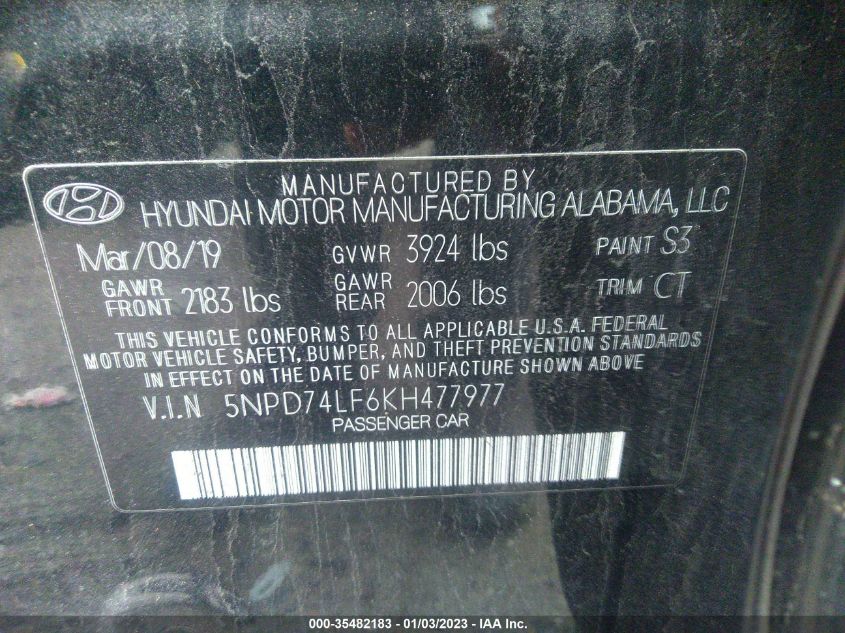 MANUFACTURED BY
HYUNDAI MOTOR MANUFACTURING ALABAMA, LLC
Mar/08/19 GVWR 3924 lbs PAINT S3
GAWR FRONT 2183 lbs GAWR REAR 2006 lbs TRIM CT
THIS VEHICLE CONFORMS TO ALL APPLICABLE U.S.A. FEDERAL
MOTOR VEHICLE SAFETY, BUMPER, AND THEFT PREVENTION STANDARDS
IN EFFECT ON THE DATE OF MANUFACTURE SHOWN ABOVE
V.I.N 5NPD74LF6KH477977
PASSENGER CAR
000-35482183 - 01/03/2023 - IAA Inc.